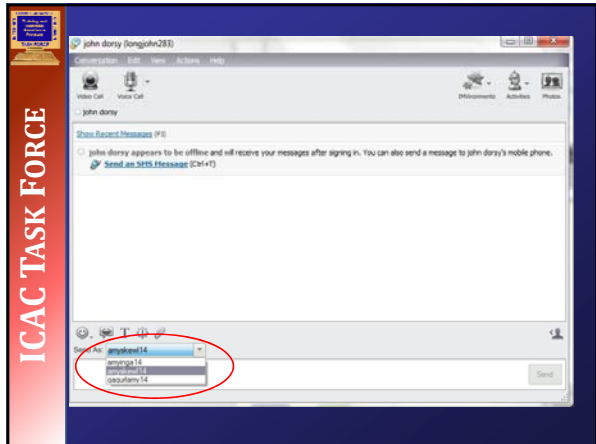 TASK FORCE
ICAC TASK FORCE
john dorsy (longjohn283)
Conversation Edit View Actions Help
Video Call Voice Call
IMVironments Activities Photos
john dorsy
Show Recent Messages (F3)
john dorsy appears to be offline and will receive your messages after signing in. You can also send a message to john dorsy's mobile phone.
Send an SMS Message (Ctrl+T)
Send As: amyskewl14
amyinga14
amyskewl14
gagurlamy14
Send